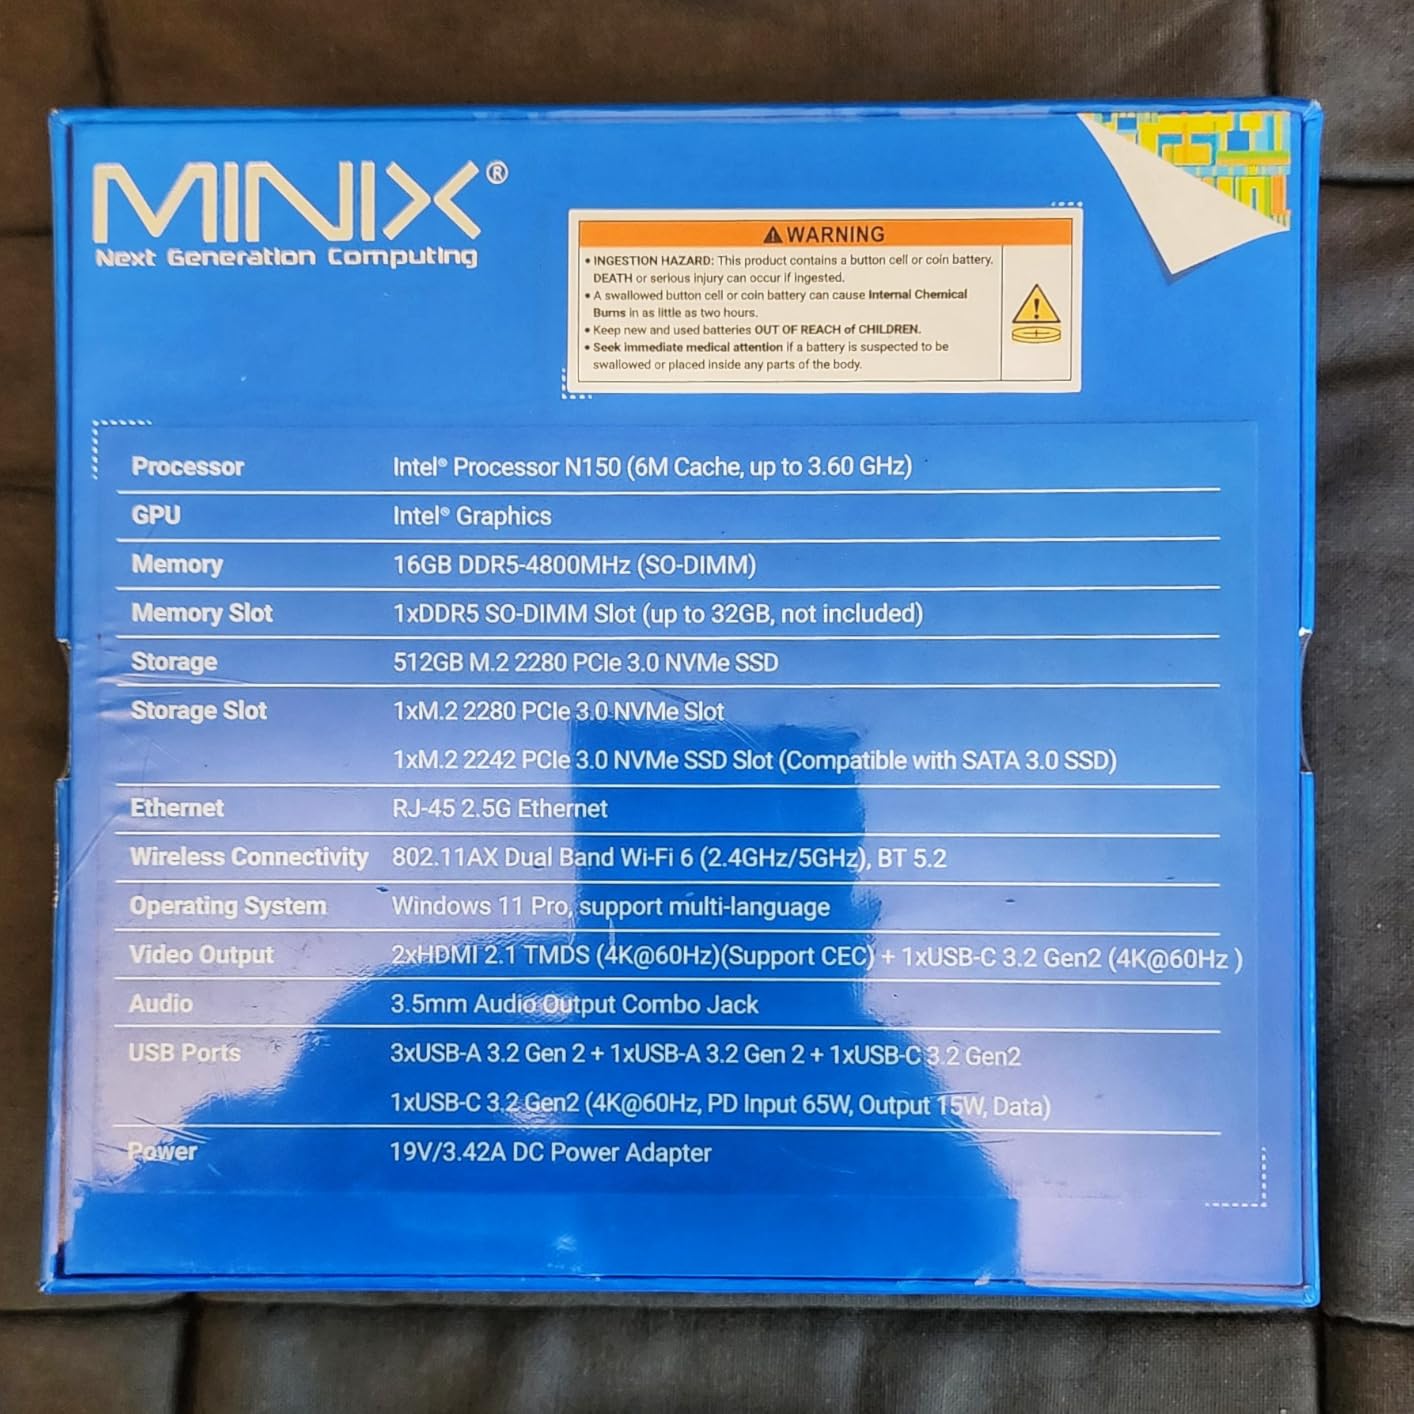 MINIX®
Next Generation Computing
⚠ WARNING
• INGESTION HAZARD: This product contains a button cell or coin battery.
DEATH or serious injury can occur if ingested.
• A swallowed button cell or coin battery can cause Internal Chemical
Burns in as little as two hours.
• Keep new and used batteries OUT OF REACH of CHILDREN.
• Seek immediate medical attention if a battery is suspected to be
swallowed or placed inside any parts of the body.
Processor Intel® Processor N150 (6M Cache, up to 3.60 GHz)
GPU Intel® Graphics
Memory 16GB DDR5-4800MHz (SO-DIMM)
Memory Slot 1xDDR5 SO-DIMM Slot (up to 32GB, not included)
Storage 512GB M.2 2280 PCIe 3.0 NVMe SSD
Storage Slot 1xM.2 2280 PCIe 3.0 NVMe Slot
1xM.2 2242 PCIe 3.0 NVMe SSD Slot (Compatible with SATA 3.0 SSD)
Ethernet RJ-45 2.5G Ethernet
Wireless Connectivity 802.11AX Dual Band Wi-Fi 6 (2.4GHz/5GHz), BT 5.2
Operating System Windows 11 Pro, support multi-language
Video Output 2xHDMI 2.1 TMDS (4K@60Hz)(Support CEC) + 1xUSB-C 3.2 Gen2 (4K@60Hz )
Audio 3.5mm Audio Output Combo Jack
USB Ports 3xUSB-A 3.2 Gen 2 + 1xUSB-A 3.2 Gen 2 + 1xUSB-C 3.2 Gen2
1xUSB-C 3.2 Gen2 (4K@60Hz, PD Input 65W, Output 15W, Data)
Power 19V/3.42A DC Power Adapter